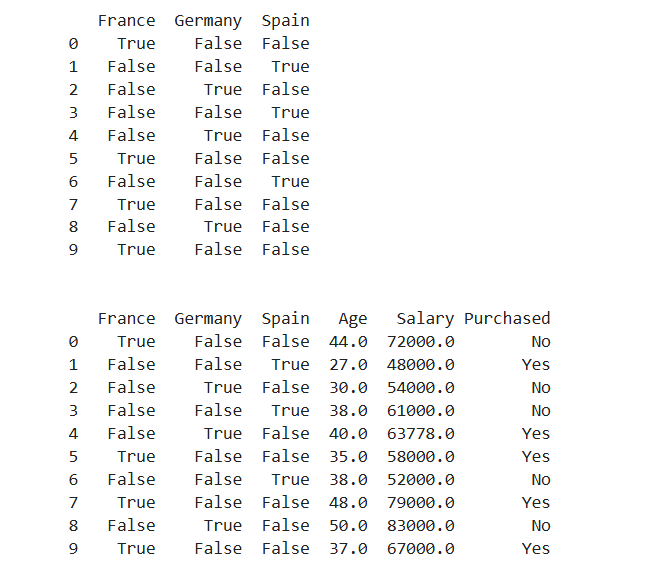 France Germany Spain
0 True False False
1 False False True
2 False True False
3 False False True
4 False True False
5 True False False
6 False False True
7 True False False
8 False True False
9 True False False
France Germany Spain Age Salary Purchased
0 True False False 44.0 72000.0 No
1 False False True 27.0 48000.0 Yes
2 False True False 30.0 54000.0 No
3 False False True 38.0 61000.0 No
4 False True False 40.0 63778.0 Yes
5 True False False 35.0 58000.0 Yes
6 False False True 38.0 52000.0 No
7 True False False 48.0 79000.0 Yes
8 False True False 50.0 83000.0 No
9 True False False 37.0 67000.0 Yes